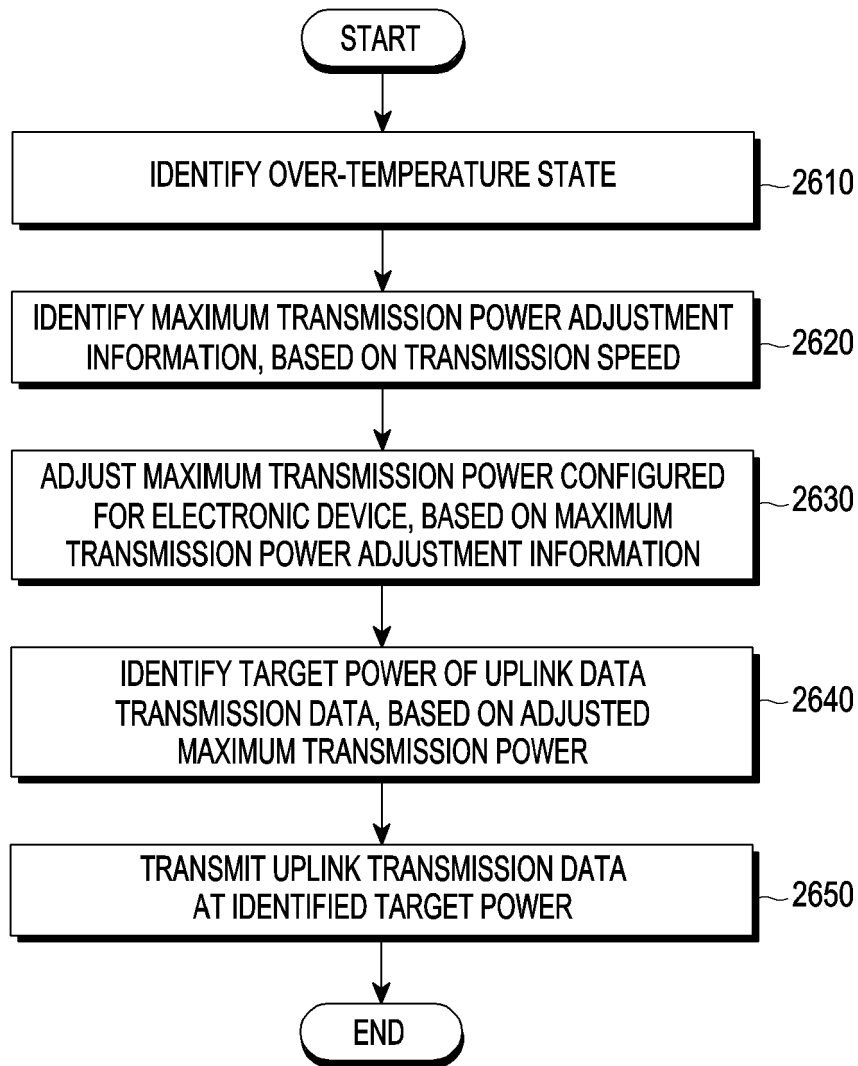 START
IDENTIFY OVER-TEMPERATURE STATE
2610
IDENTIFY MAXIMUM TRANSMISSION POWER ADJUSTMENT
INFORMATION, BASED ON TRANSMISSION SPEED
2620
ADJUST MAXIMUM TRANSMISSION POWER CONFIGURED
FOR ELECTRONIC DEVICE, BASED ON MAXIMUM
TRANSMISSION POWER ADJUSTMENT INFORMATION
2630
IDENTIFY TARGET POWER OF UPLINK DATA
TRANSMISSION DATA, BASED ON ADJUSTED
MAXIMUM TRANSMISSION POWER
2640
TRANSMIT UPLINK TRANSMISSION DATA
AT IDENTIFIED TARGET POWER
2650
END